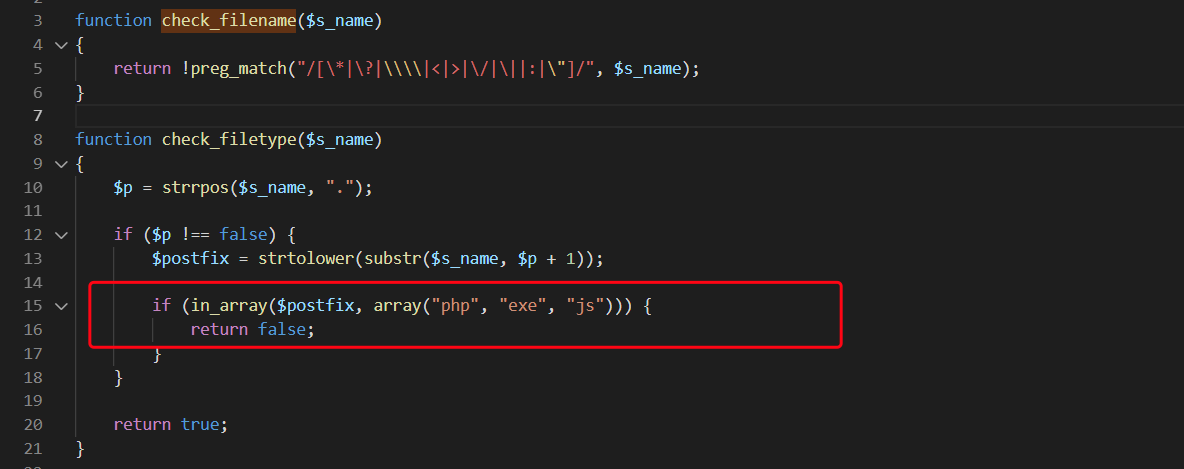 3 function check_filename($s_name)
4 {
5 return !preg_match("/[\*|\?|\\\\|<|>|\/|\||:|\"]/", $s_name);
6 }
7
8 function check_filetype($s_name)
9 {
10 $p = strrpos($s_name, ".");
11
12 if ($p !== false) {
13 $postfix = strtolower(substr($s_name, $p + 1));
14
15 if (in_array($postfix, array("php", "exe", "js"))) {
16 return false;
17 }
18 }
19
20 return true;
21 }